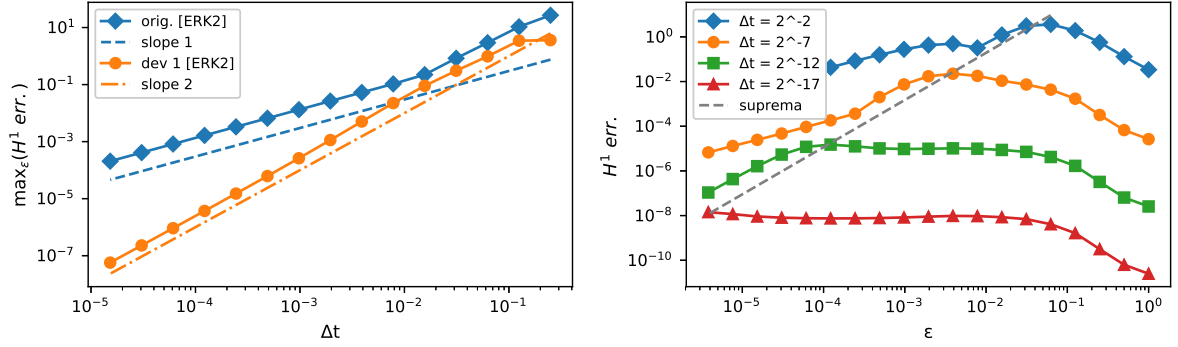 orig. [ERK2]
slope 1
dev 1 [ERK2]
slope 2
10^1
10^-1
10^-3
10^-5
10^-7
max_ε(H^1 err.)
10^-5
10^-4
10^-3
10^-2
10^-1
Δt
Δt = 2^-2
Δt = 2^-7
Δt = 2^-12
Δt = 2^-17
suprema
10^0
10^-2
10^-4
10^-6
10^-8
10^-10
H^1 err.
10^-5
10^-4
10^-3
10^-2
10^-1
10^0
ε